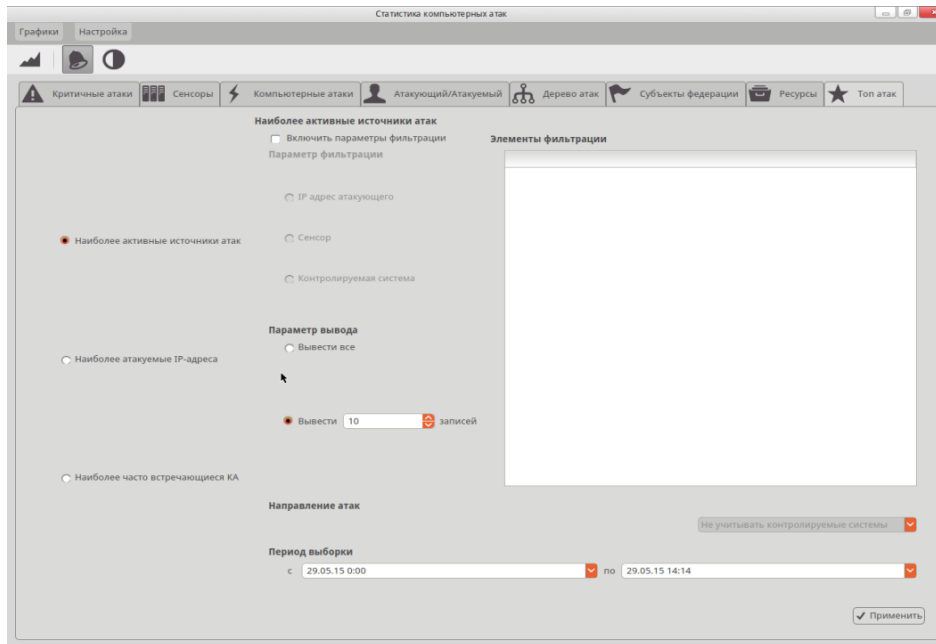 Статистика компьютерных атак
Графики Настройка
Критичные атаки Сенсоры Компьютерные атаки Атакующий/Атакуемый Дерево атак Субъекты федерации Ресурсы Топ атак
Наиболее активные источники атак
Включить параметры фильтрации
Элементы фильтрации
Параметр фильтрации
IP адрес атакующего
Наиболее активные источники атак
Сенсор
Контролируемая система
Параметр вывода
Вывести все
Наиболее атакуемые IP-адреса
Вывести 10 записей
Наиболее часто встречающиеся КА
Направление атак
Не учитывать контролируемые системы
Период выборки
с 29.05.15 0:00 по 29.05.15 14:14
Применить